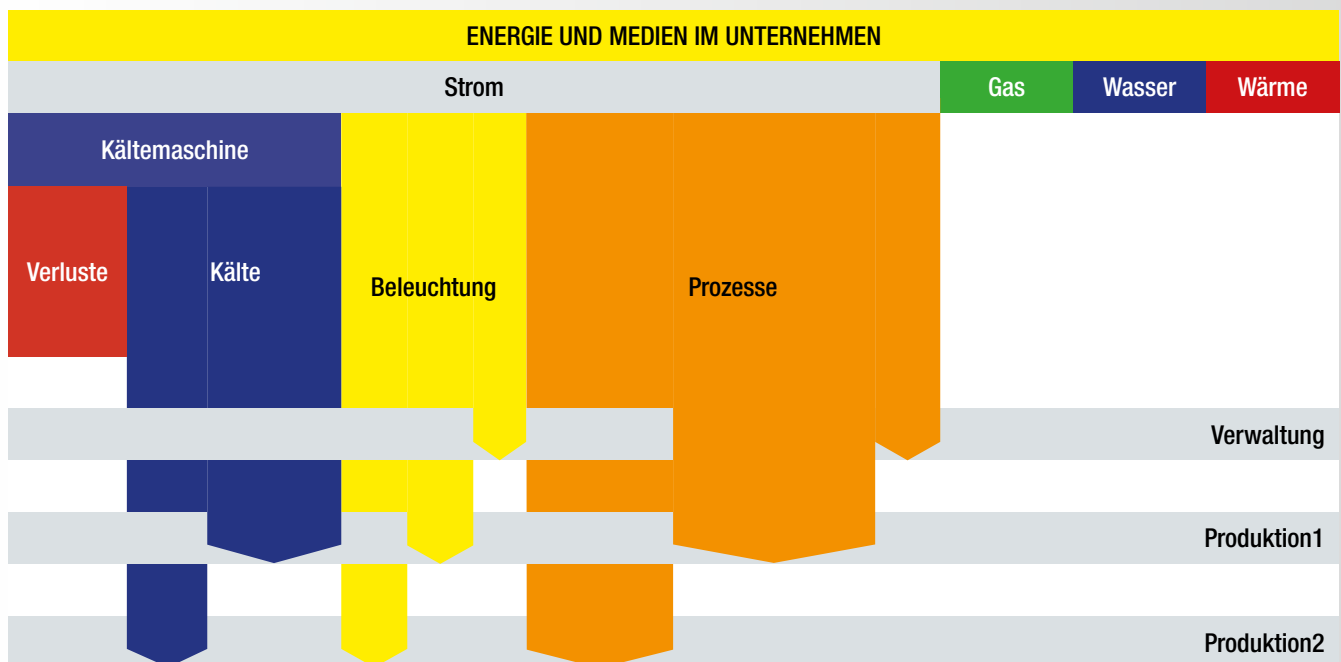 ENERGIE UND MEDIEN IM UNTERNEHMEN
Strom
Gas
Wasser
Wärme
Kältemaschine
Verluste
Kälte
Beleuchtung
Prozesse
Verwaltung
Produktion1
Produktion2